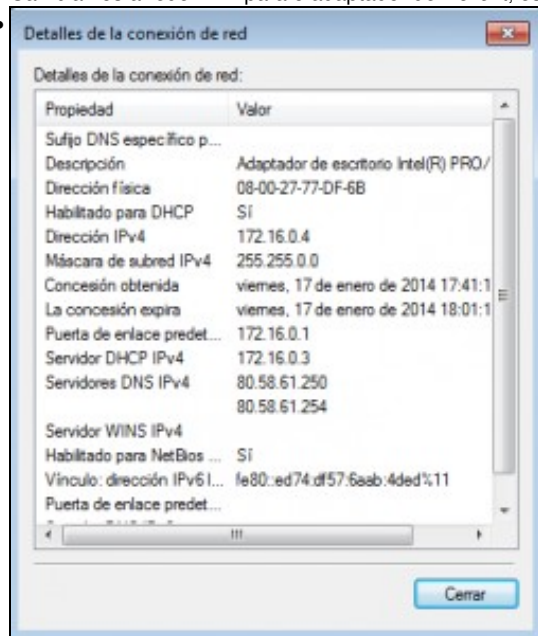 Detalles de la conexión de red
Detalles de la conexión de red:
Propiedad Valor
Sufijo DNS específico p...
Descripción Adaptador de escritorio Intel(R) PRO/
Dirección física 08-00-27-77-DF-6B
Habilitado para DHCP Sí
Dirección IPv4 172.16.0.4
Máscara de subred IPv4 255.255.0.0
Concesión obtenida viernes, 17 de enero de 2014 17:41:1
La concesión expira viernes, 17 de enero de 2014 18:01:1
Puerta de enlace predet... 172.16.0.1
Servidor DHCP IPv4 172.16.0.3
Servidores DNS IPv4 80.58.61.250
80.58.61.254
Servidor WINS IPv4
Habilitado para NetBios ... Sí
Vínculo: dirección IPv6 l... fe80::ed74:df57:6aab:4ded%11
Puerta de enlace predet...
Cerrar